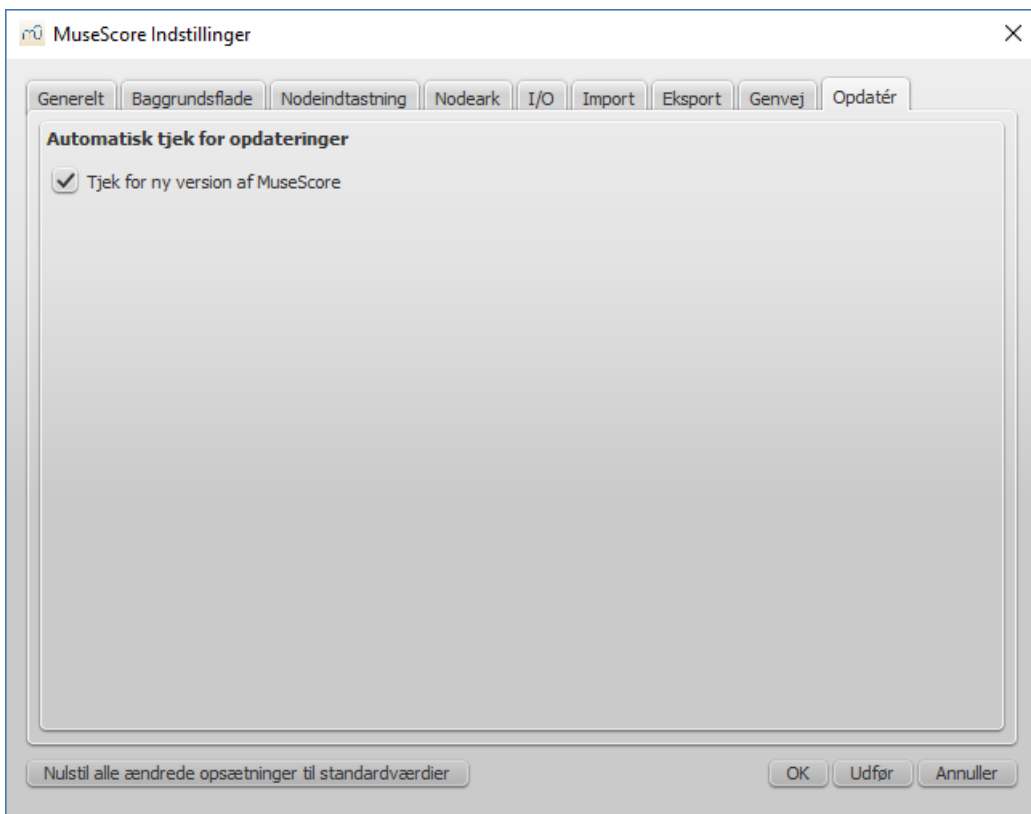 MuseScore Indstillinger
Generelt Baggrundsflade Nodeindtastning Nodeark I/O Import Eksport Genvej Opdatér
Automatisk tjek for opdateringer
Tjek for ny version af MuseScore
Nulstil alle ændrede opsætninger til standardværdier OK Udfør Annuller